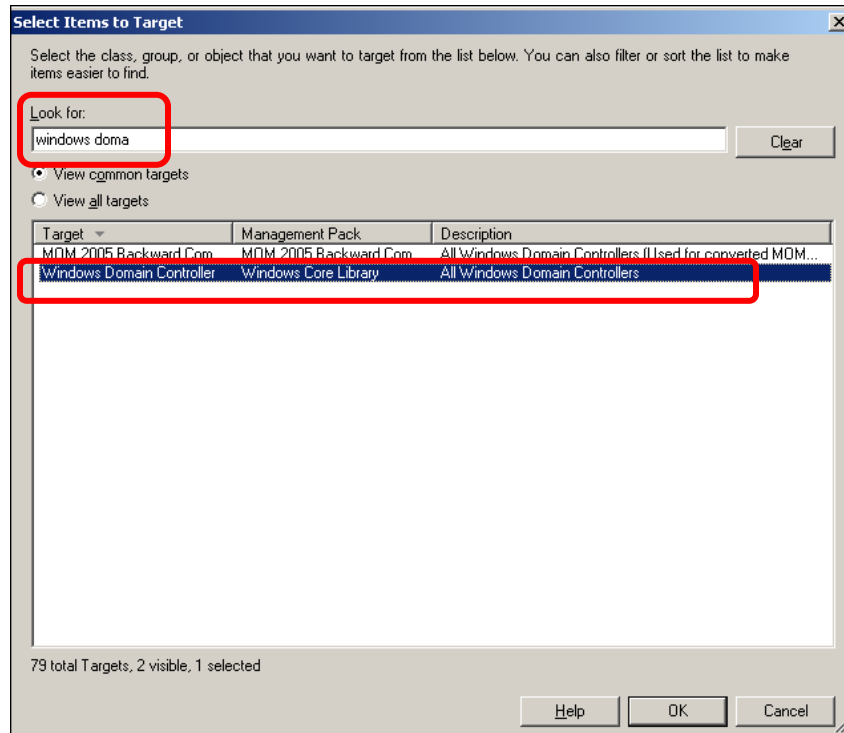 Select Items to Target
Select the class, group, or object that you want to target from the list below. You can also filter or sort the list to make
items easier to find.
Look for:
windows doma
Clear
View common targets
View all targets
Target Management Pack Description
MOM 2005 Backward Com... MOM 2005 Backward Com... All Windows Domain Controllers (Used for converted MOM...
Windows Domain Controller Windows Core Library All Windows Domain Controllers
79 total Targets, 2 visible, 1 selected
Help OK Cancel